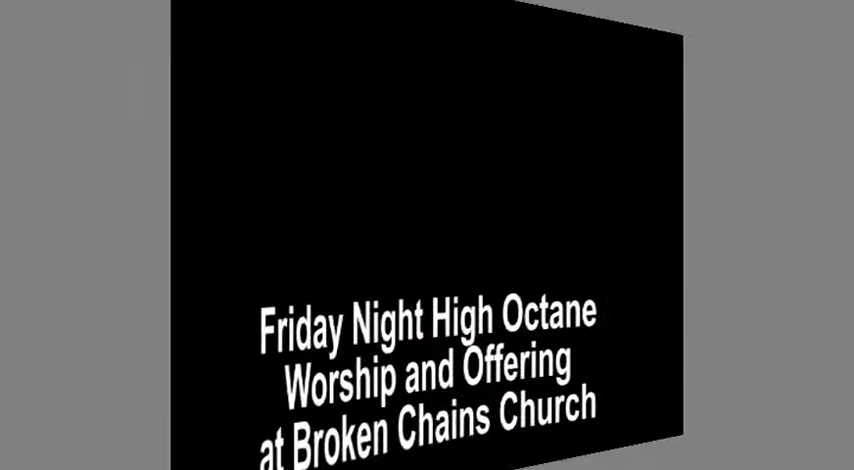 Friday Night High Octane
Worship and Offering
at Broken Chains Church